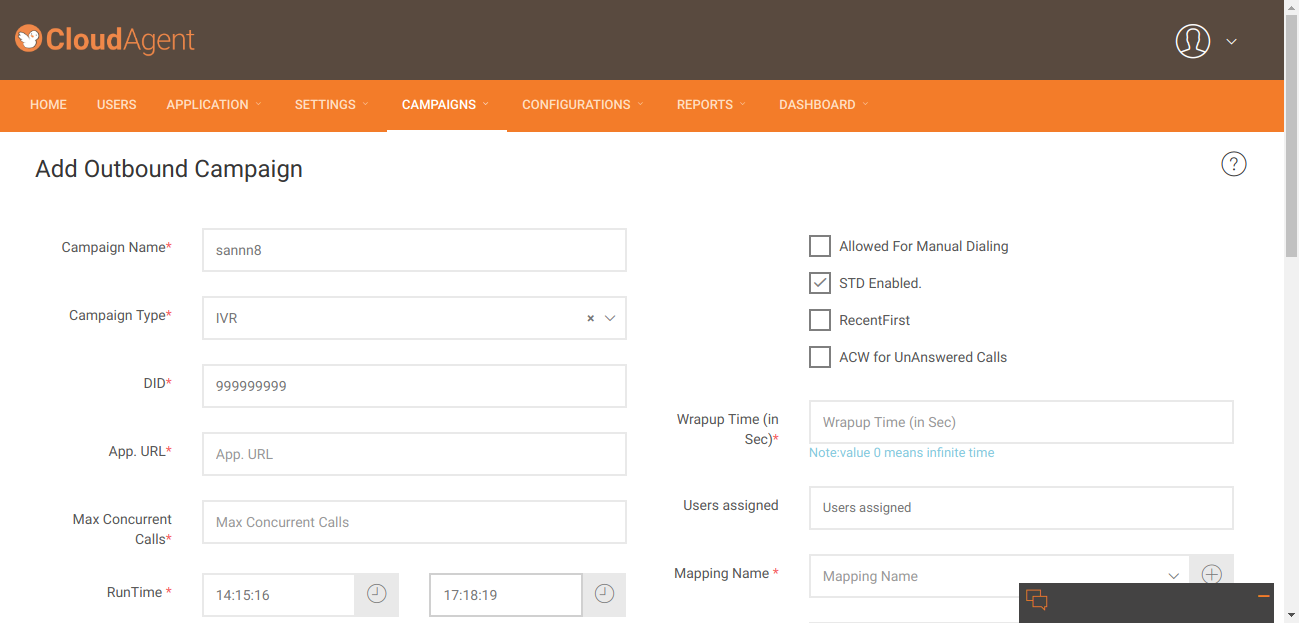 CloudAgent
HOME USERS APPLICATION SETTINGS CAMPAIGNS CONFIGURATIONS REPORTS DASHBOARD
Add Outbound Campaign
?
Campaign Name*
sannn8
Campaign Type*
IVR
×
DID*
999999999
App. URL*
App. URL
Max Concurrent
Calls*
Max Concurrent Calls
RunTime *
14:15:16
17:18:19
Allowed For Manual Dialing
STD Enabled.
RecentFirst
ACW for UnAnswered Calls
Wrapup Time (in
Sec)*
Wrapup Time (in Sec)
Note:value 0 means infinite time
Users assigned
Users assigned
Mapping Name *
Mapping Name